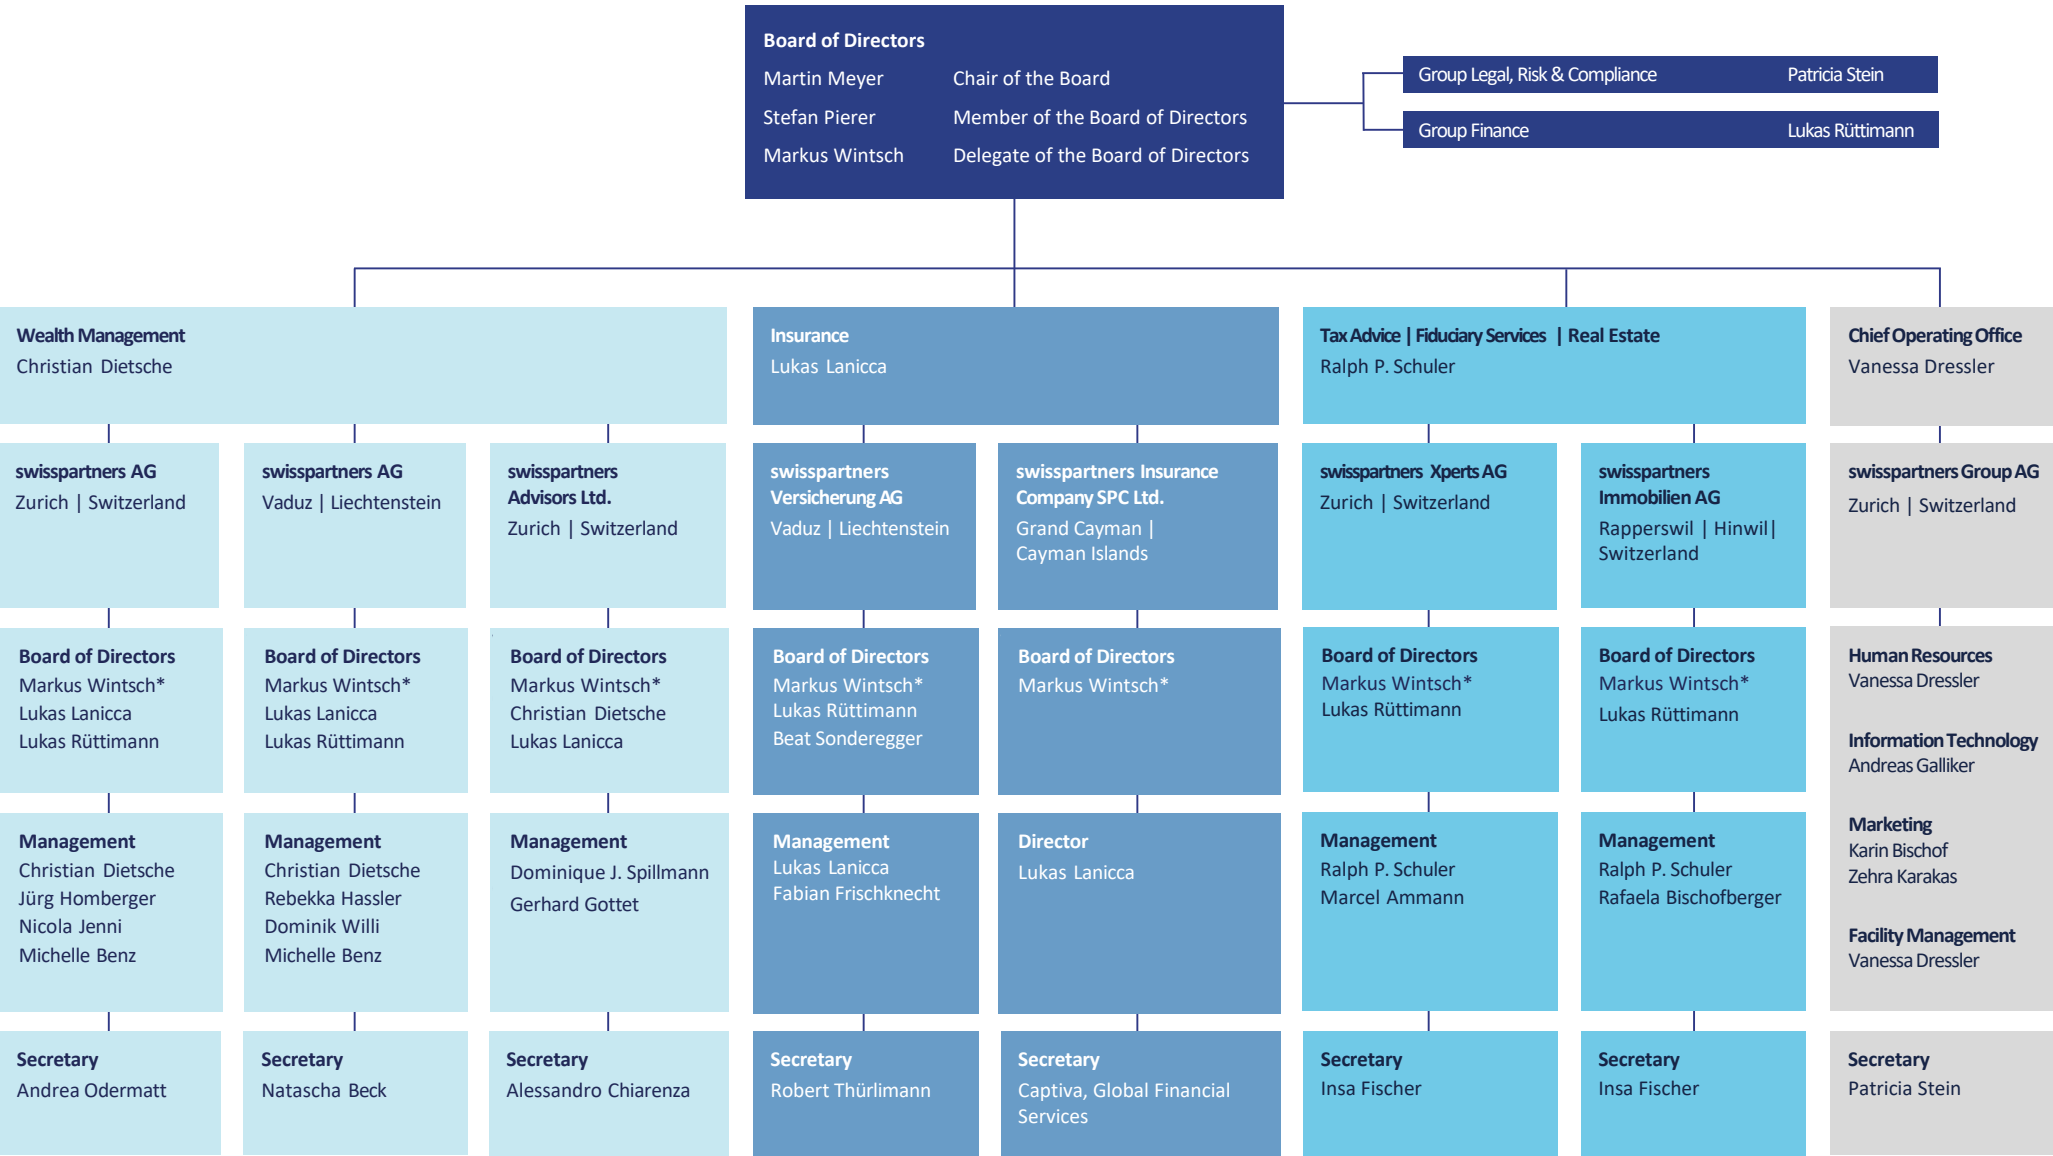 Board of Directors
Martin Meyer Chair of the Board
Stefan Pierer Member of the Board of Directors
Markus Wintsch Delegate of the Board of Directors
Group Legal, Risk & Compliance Patricia Stein
Group Finance Lukas Rüttimann
Wealth Management
Christian Dietsche
Insurance
Lukas Lanicca
Tax Advice | Fiduciary Services | Real Estate
Ralph P. Schuler
Chief Operating Office
Vanessa Dressler
swisspartners AG
Zurich | Switzerland
swisspartners AG
Vaduz | Liechtenstein
swisspartners
Advisors Ltd.
Zurich | Switzerland
swisspartners
Versicherung AG
Vaduz | Liechtenstein
swisspartners Insurance
Company SPC Ltd.
Grand Cayman |
Cayman Islands
swisspartners Xperts AG
Zurich | Switzerland
swisspartners
Immobilien AG
Rapperswil | Hinwil|
Switzerland
swisspartners Group AG
Zurich | Switzerland
Board of Directors
Markus Wintsch*
Lukas Lanicca
Lukas Rüttimann
Board of Directors
Markus Wintsch*
Lukas Lanicca
Lukas Rüttimann
Board of Directors
Markus Wintsch*
Christian Dietsche
Lukas Lanicca
Board of Directors
Markus Wintsch*
Lukas Rüttimann
Beat Sonderegger
Board of Directors
Markus Wintsch*
Board of Directors
Markus Wintsch*
Lukas Rüttimann
Board of Directors
Markus Wintsch*
Lukas Rüttimann
Human Resources
Vanessa Dressler
Information Technology
Andreas Galliker
Marketing
Karin Bischof
Zehra Karakas
Facility Management
Vanessa Dressler
Management
Christian Dietsche
Jürg Homberger
Nicola Jenni
Michelle Benz
Management
Christian Dietsche
Rebekka Hassler
Dominik Willi
Michelle Benz
Management
Dominique J. Spillmann
Gerhard Gottet
Management
Lukas Lanicca
Fabian Frischknecht
Director
Lukas Lanicca
Management
Ralph P. Schuler
Marcel Ammann
Management
Ralph P. Schuler
Rafaela Bischofberger
Secretary
Andrea Odermatt
Secretary
Natascha Beck
Secretary
Alessandro Chiarenza
Secretary
Robert Thürlimann
Secretary
Captiva, Global Financial
Services
Secretary
Insa Fischer
Secretary
Insa Fischer
Secretary
Patricia Stein